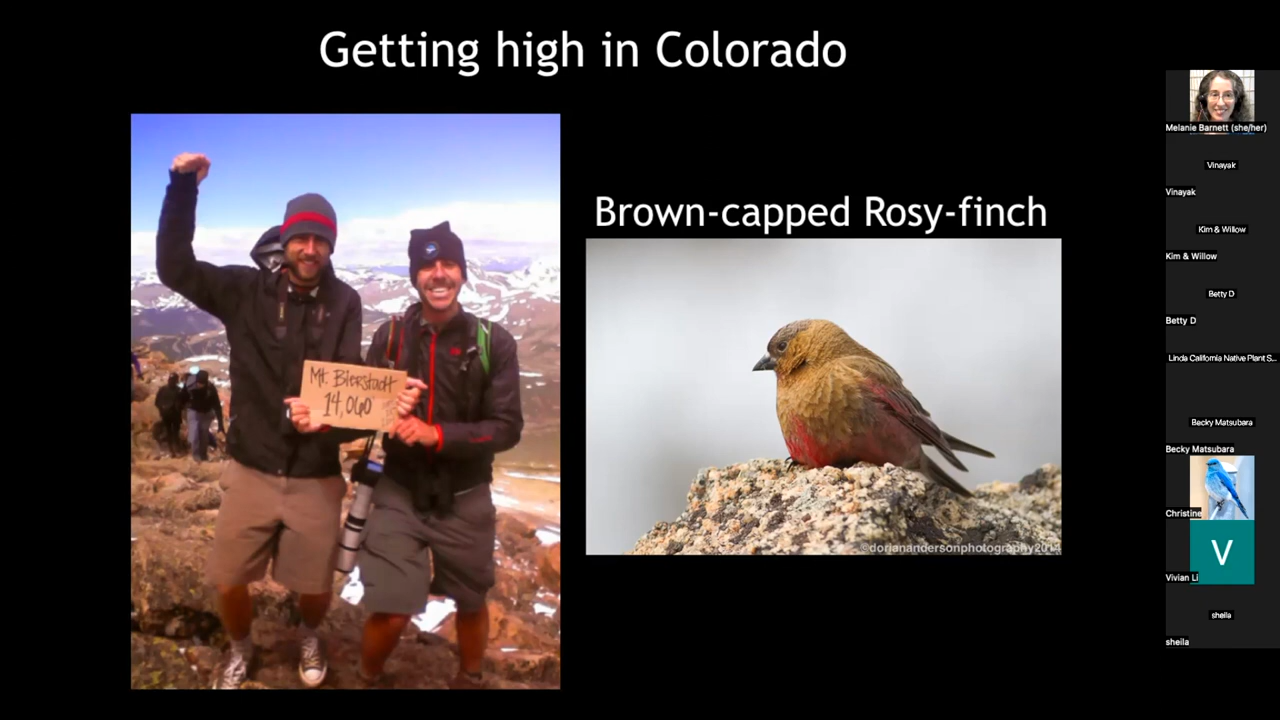 Getting high in Colorado
Mt. Bierstadt
14,060
Brown-capped Rosy-finch
©dorianandersonphotography2014
Melanie Barnett (she/her)
Vinayak
Vinayak
Kim & Willow
Kim & Willow
Betty D
Betty D
Linda California Native Plant S...
Becky Matsubara
Becky Matsubara
Christine
V
Vivian Li
sheila
sheila